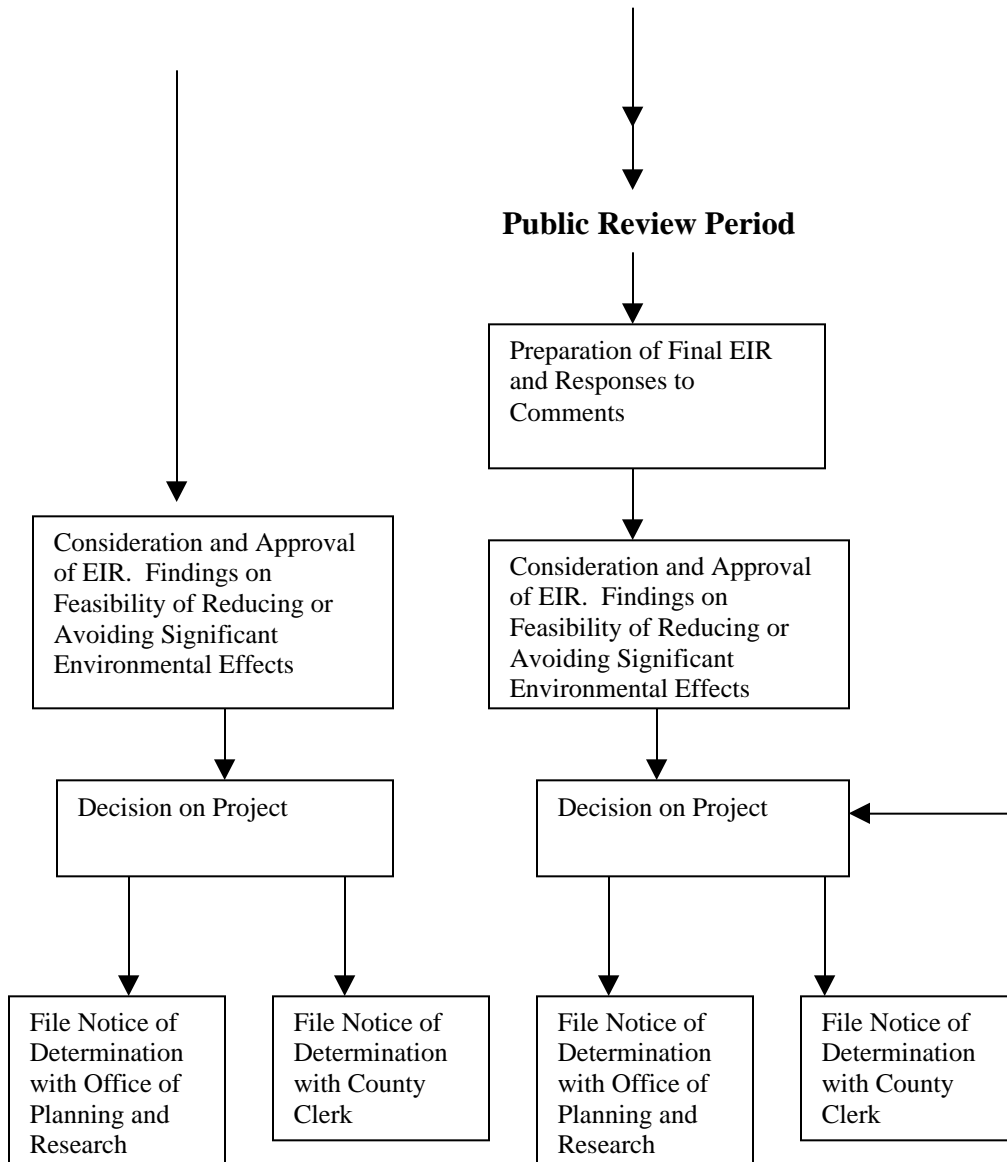 Public Review Period
Preparation of Final EIR
and Responses to
Comments
Consideration and Approval
of EIR.  Findings on
Feasibility of Reducing or
Avoiding Significant
Environmental Effects
Consideration and Approval
of EIR.  Findings on
Feasibility of Reducing or
Avoiding Significant
Environmental Effects
Decision on Project
Decision on Project
File Notice of
Determination
with Office of
Planning and
Research
File Notice of
Determination
with County
Clerk
File Notice of
Determination
with Office of
Planning and
Research
File Notice of
Determination
with County
Clerk